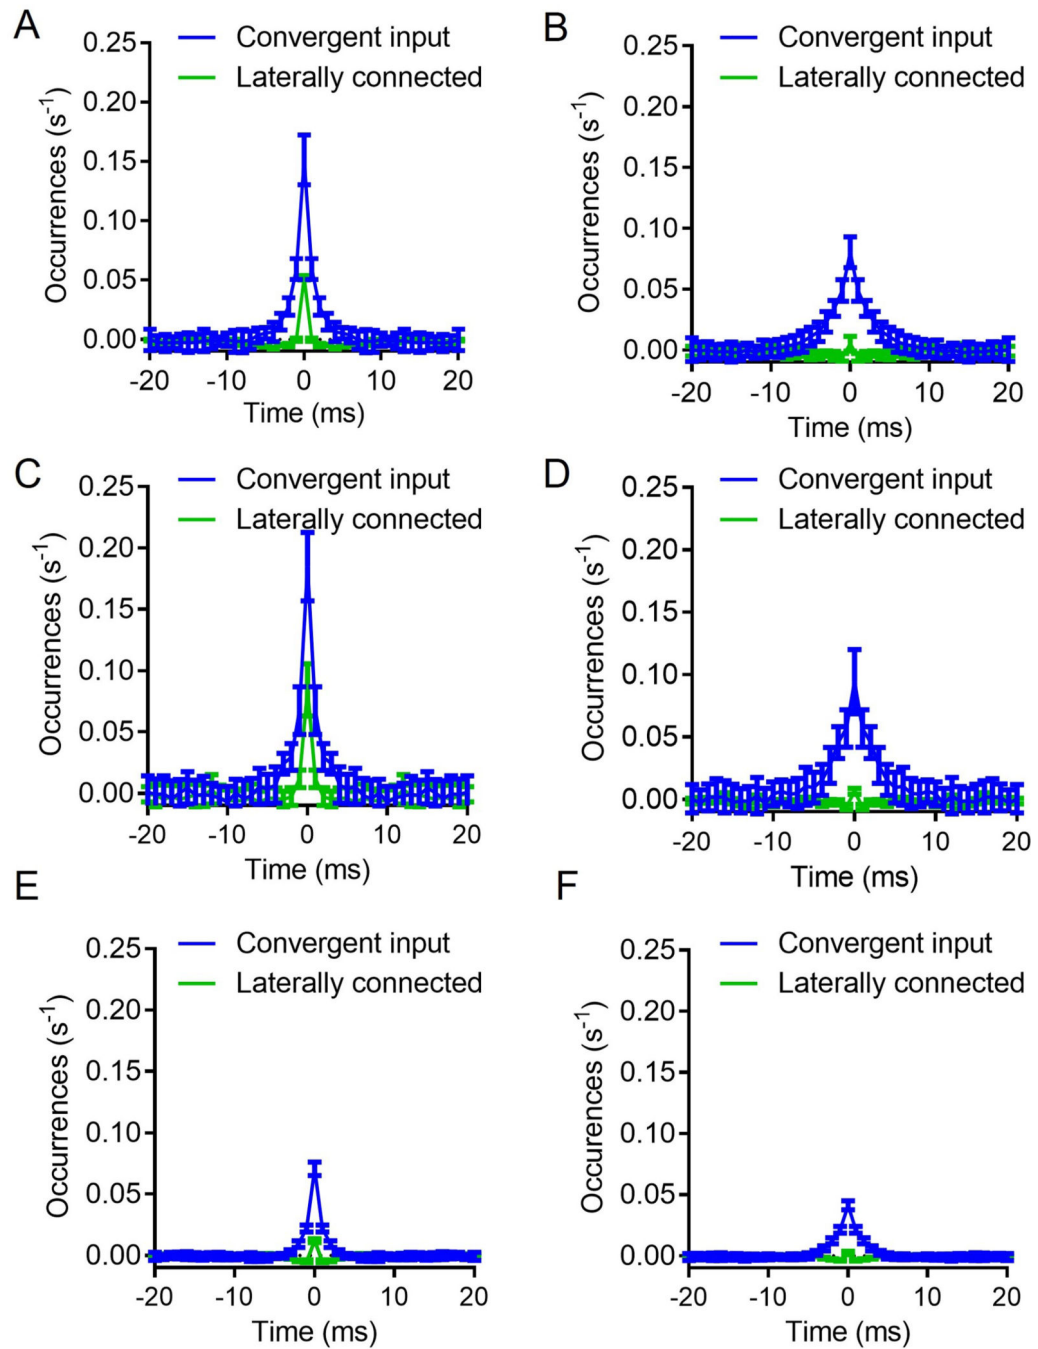 A
Convergent input
Laterally connected
0.25
0.20
0.15
0.10
0.05
0.00
Occurrences (s-1)
-20 -10 0 10 20
Time (ms)
B
Convergent input
Laterally connected
0.25
0.20
0.15
0.10
0.05
0.00
Occurrences (s-1)
-20 -10 0 10 20
Time (ms)
C
Convergent input
Laterally connected
0.25
0.20
0.15
0.10
0.05
0.00
Occurrences (s-1)
-20 -10 0 10 20
Time (ms)
D
Convergent input
Laterally connected
0.25
0.20
0.15
0.10
0.05
0.00
Occurrences (s-1)
-20 -10 0 10 20
Time (ms)
E
Convergent input
Laterally connected
0.25
0.20
0.15
0.10
0.05
0.00
Occurrences (s-1)
-20 -10 0 10 20
Time (ms)
F
Convergent input
Laterally connected
0.25
0.20
0.15
0.10
0.05
0.00
Occurences (s-1)
-20 -10 0 10 20
Time (ms)